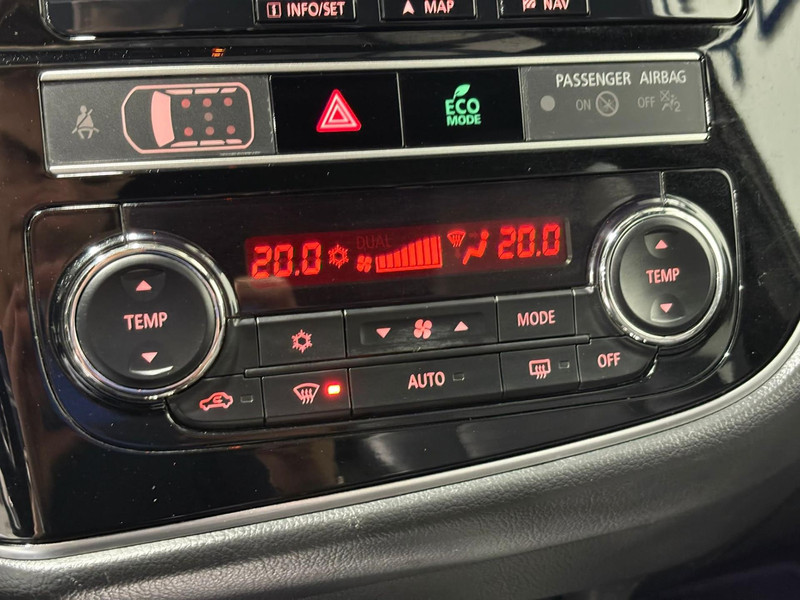 INFO/SET MAP NAV
PASSENGER AIRBAG
ECO
MODE
ON OFF 2
DUAL
20.0 20.0
TEMP
TEMP
MODE
AUTO
OFF